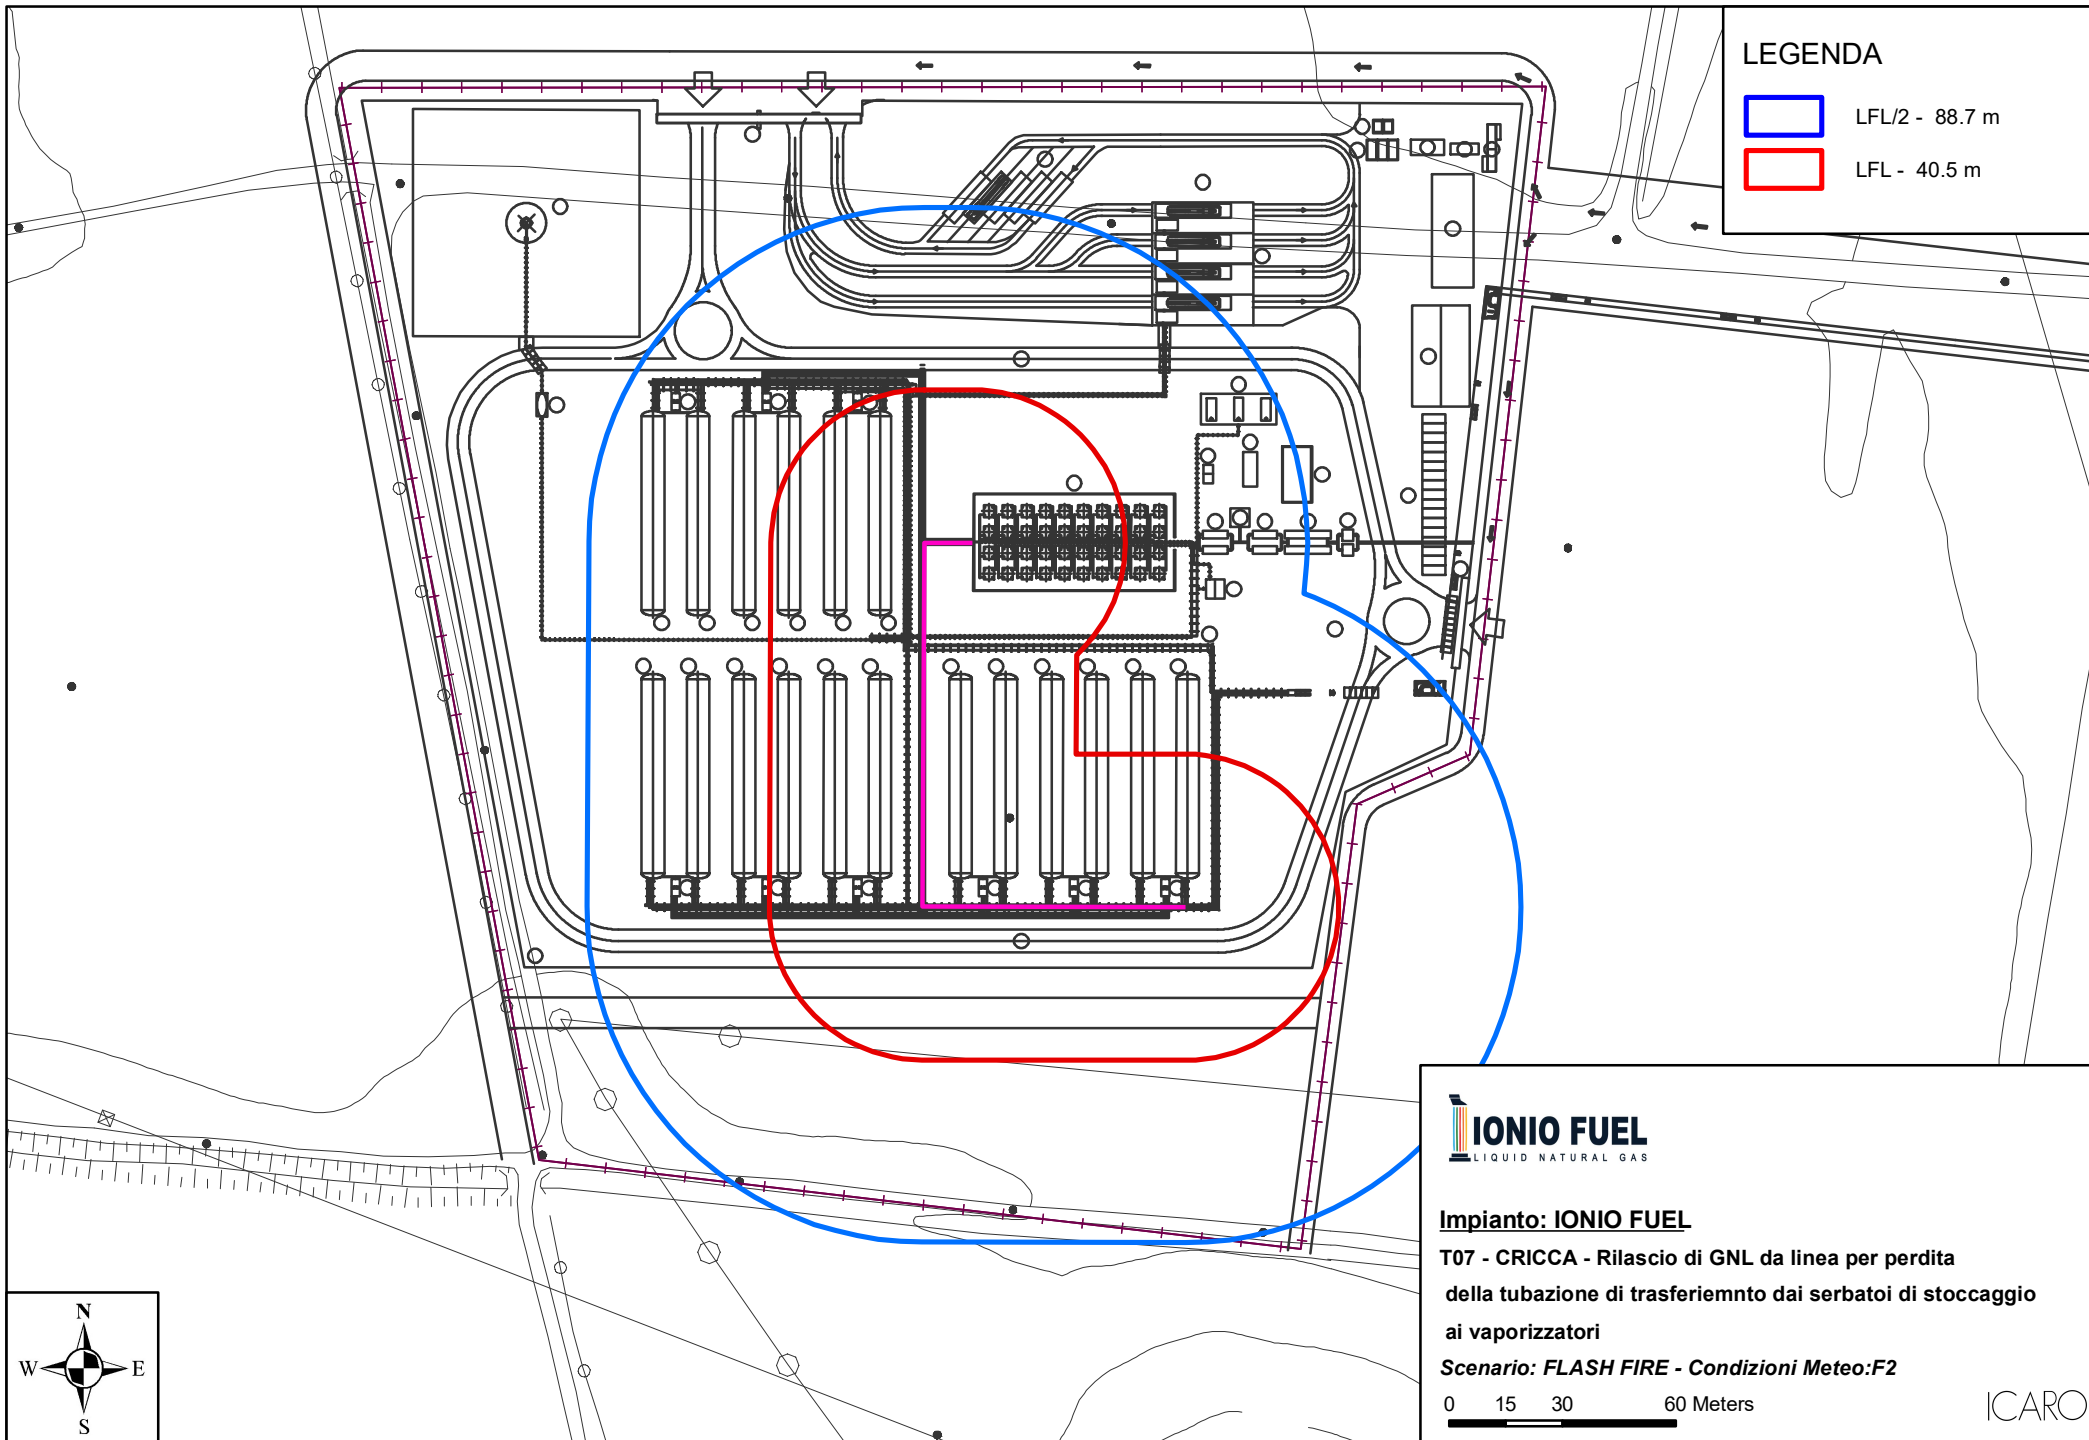 LEGENDA
LFL/2 - 88.7 m
LFL - 40.5 m
IONIO FUEL
LIQUID NATURAL GAS
Impianto: IONIO FUEL
T07 - CRICCA - Rilascio di GNL da linea per perdita
della tubazione di trasferiemnto dai serbatoi di stoccaggio
ai vaporizzatori
Scenario: FLASH FIRE - Condizioni Meteo:F2
0 15 30 60 Meters
ICARO
N
W E
S